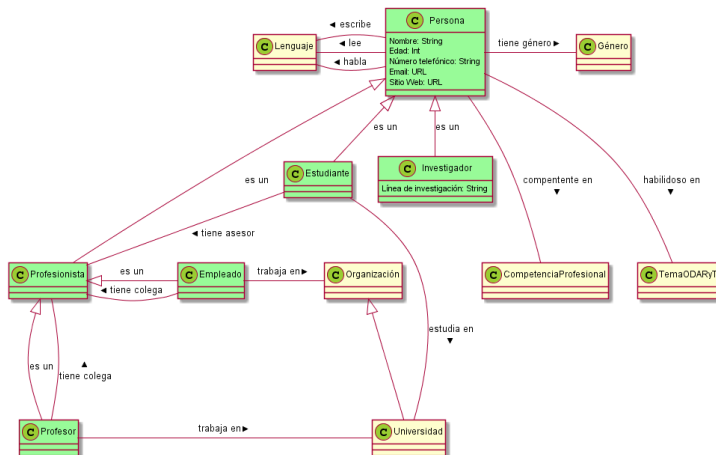 ◄ escribe
C Persona
C Lenguaje
◄ lee
Nombre: String
tiene género►
C Género
Edad: Int
Número telefónico: String
◄ habla
Email: URL
Sitio Web: URL
es un
es un
C Estudiante
C Investigador
es un
Línea de investigación: String
compentente en
▼
habilidoso en
▼
◄ tiene asesor
C Profesionista
es un
C Empleado
trabaja en►
C Organización
C CompetenciaProfesional
C TemaODARyT
◄ tiene colega
estudia en
▼
es un
▲
tiene colega
C Profesor
trabaja en►
C Universidad